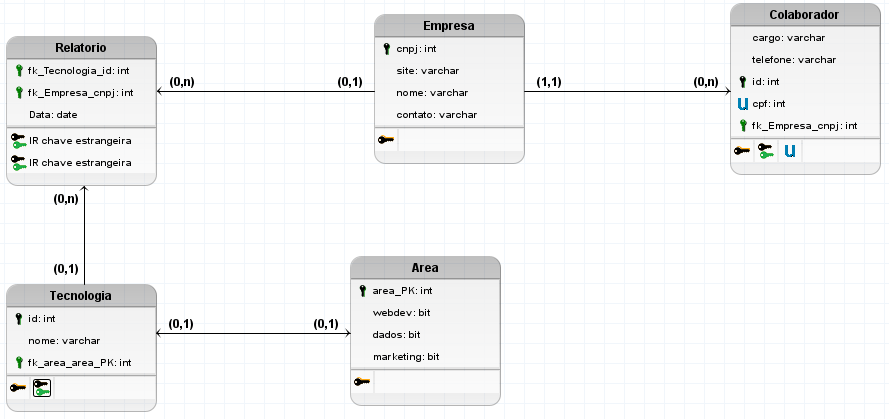 Relatorio
fk_Tecnologia_id: int
fk_Empresa_cnpj: int
Data: date
IR chave estrangeira
IR chave estrangeira
(0,n)
(0,1)
Empresa
cnpj: int
site: varchar
nome: varchar
contato: varchar
(1,1)
(0,n)
Colaborador
cargo: varchar
telefone: varchar
id: int
cpf: int
fk_Empresa_cnpj: int
(0,n)
(0,1)
Tecnologia
id: int
nome: varchar
fk_area_area_PK: int
(0,1)
(0,1)
Area
area_PK: int
webdev: bit
dados: bit
marketing: bit